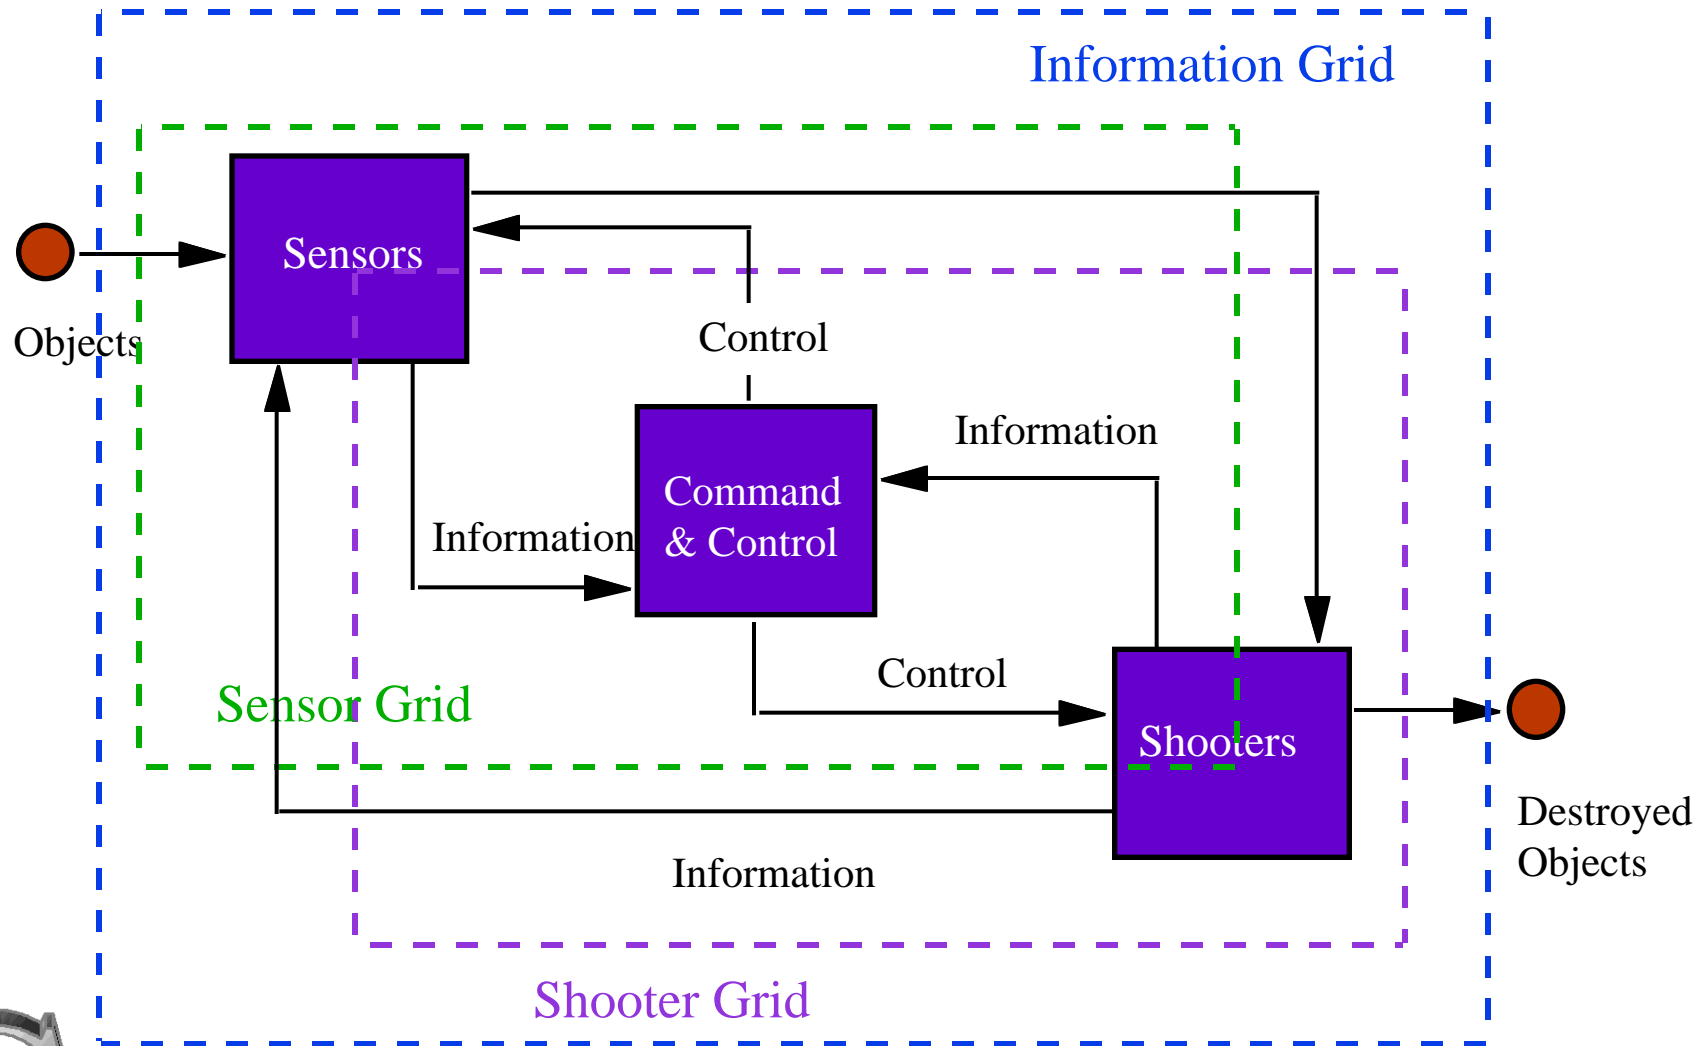 Information Grid
Sensors
Objects
Control
Information
Command
& Control
Information
Control
Sensor Grid
Shooters
Destroyed
Objects
Information
Shooter Grid